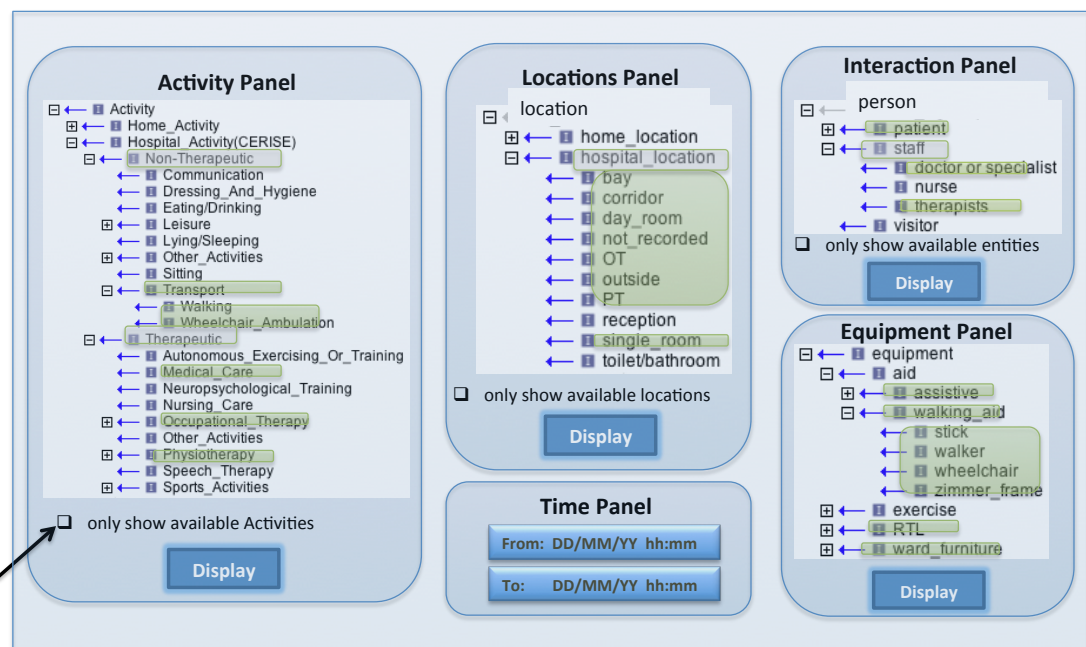 Activity Panel
Activity
Home_Activity
Hospital_Activity(CERISE)
Non-Therapeutic
Communication
Dressing_And_Hygiene
Eating/Drinking
Leisure
Lying/Sleeping
Other_Activities
Sitting
Transport
Walking
Wheelchair_Ambulation
Therapeutic
Autonomous_Exercising_Or_Training
Medical_Care
Neuropsychological_Training
Nursing_Care
Occupational_Therapy
Other_Activities
Physiotherapy
Speech_Therapy
Sports_Activities
only show available Activities
Display
Locations Panel
location
home_location
hospital_location
bay
corridor
day_room
not_recorded
OT
outside
PT
reception
single_room
toilet/bathroom
only show available locations
Display
Time Panel
From: DD/MM/YY hh:mm
To: DD/MM/YY hh:mm
Interaction Panel
person
patient
staff
doctor or specialist
nurse
therapists
visitor
only show available entities
Display
Equipment Panel
equipment
aid
assistive
walking_aid
stick
walker
wheelchair
zimmer_frame
exercise
RTL
ward_furniture
Display